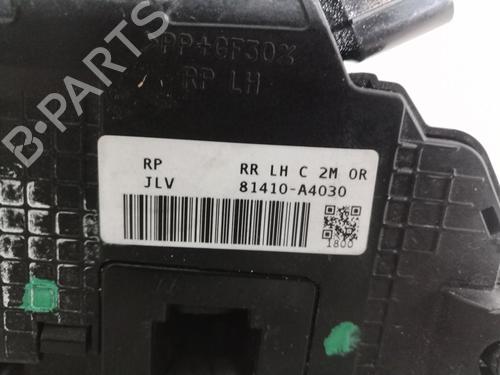 >PP+GF30%
RP LH
B-PARTS
RP RR LH C 2M OR
JLV 81410-A4030
1800